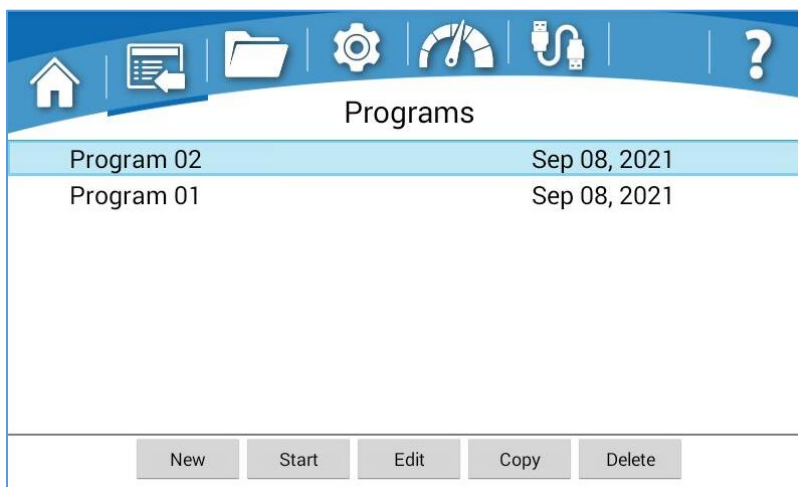 ?
Programs
Program 02 Sep 08, 2021
Program 01 Sep 08, 2021
New Start Edit Copy Delete